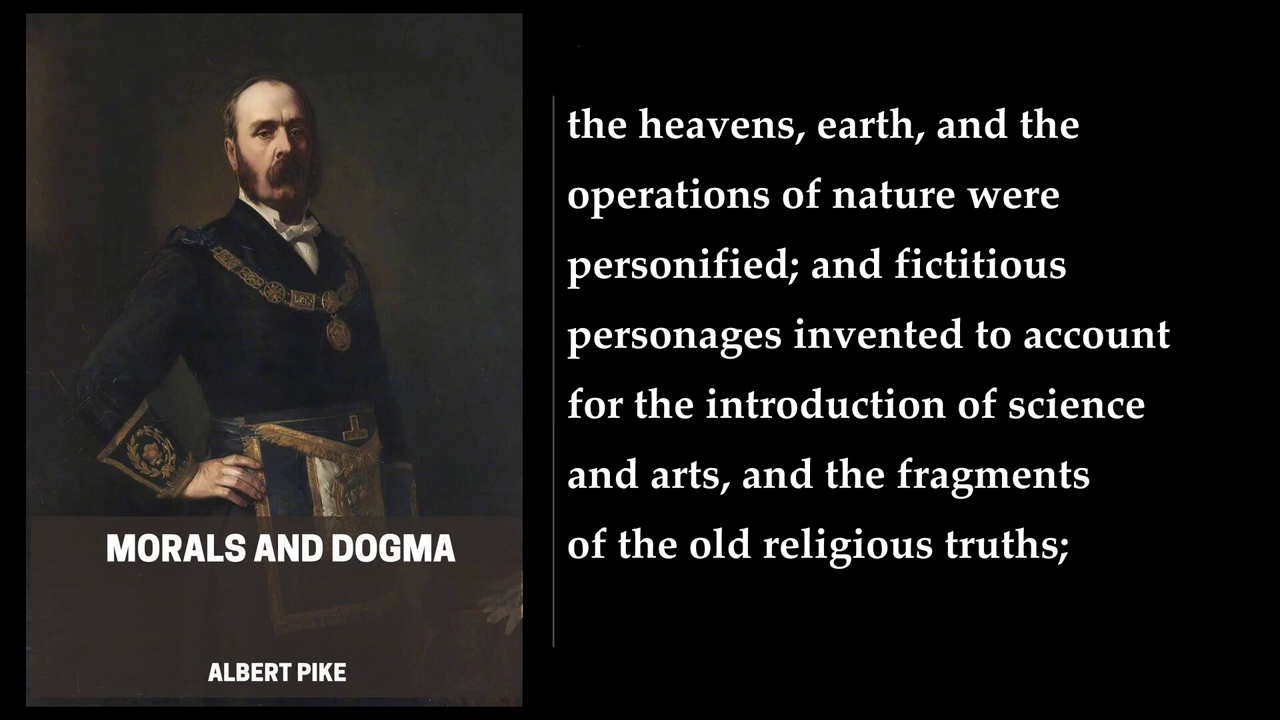 MORALS AND DOGMA
ALBERT PIKE
the heavens, earth, and the
operations of nature were
personified; and fictitious
personages invented to account
for the introduction of science
and arts, and the fragments
of the old religious truths;